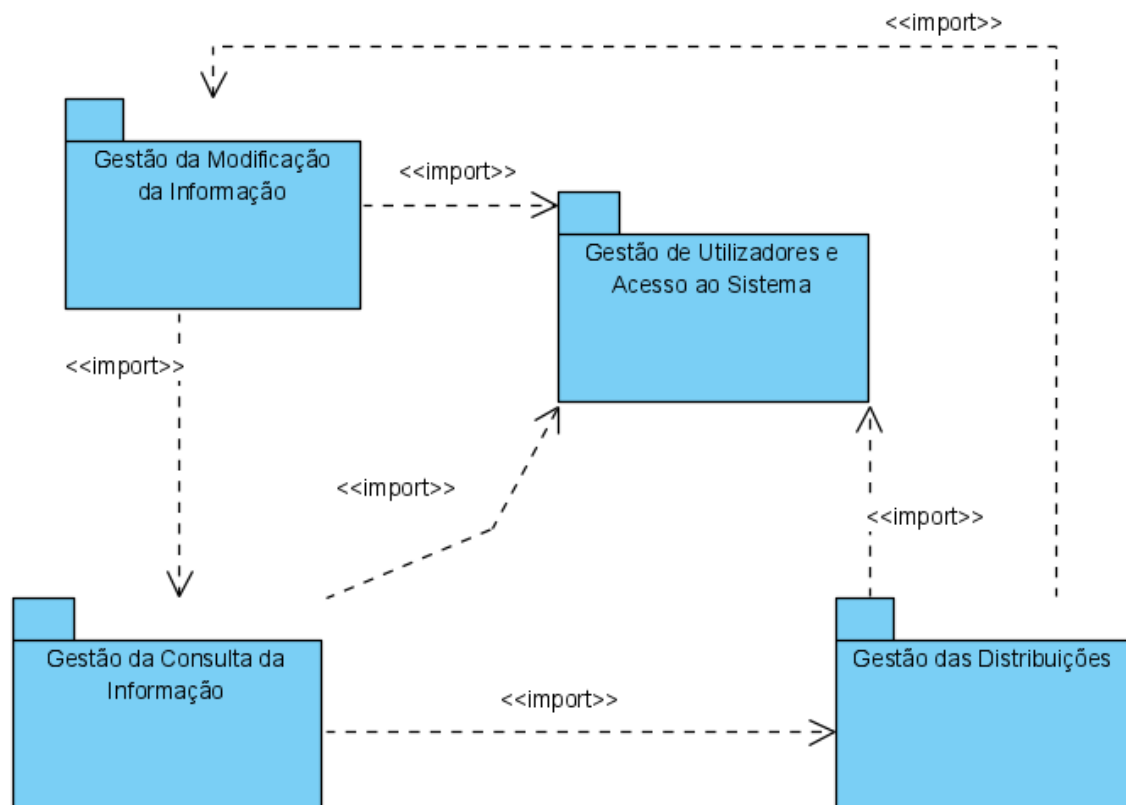 <<import>>
Gestão da Modificação
da Informação
<<import>>
Gestão de Utilizadores e
Acesso ao Sistema
<<import>>
<<import>>
<<import>>
Gestão da Consulta da
Informação
Gestão das Distribuições
<<import>>